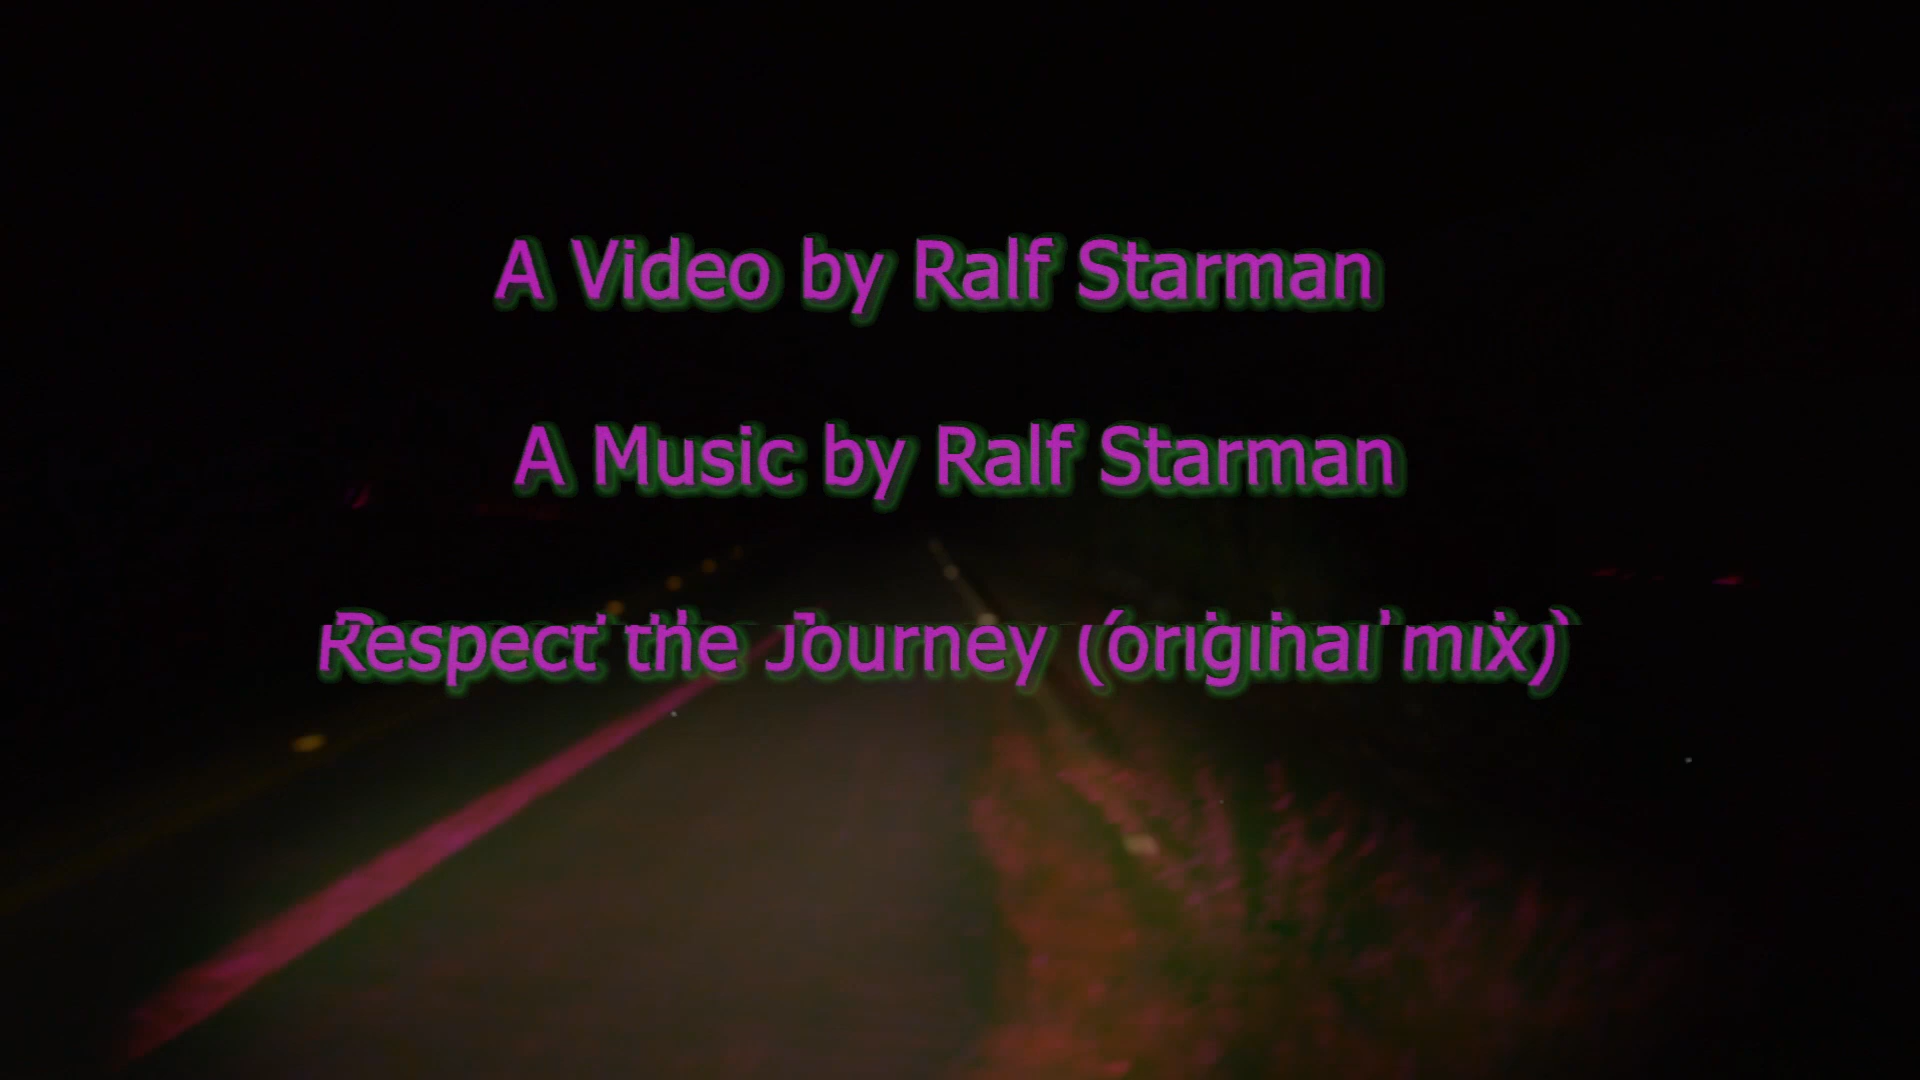 A Video by Ralf Starman
A Music by Ralf Starman
Respect the Journey (original mix)